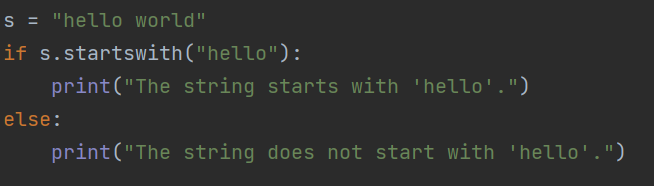 s = "hello world"
if s.startswith("hello"):
    print("The string starts with 'hello'.")
else:
    print("The string does not start with 'hello'.")